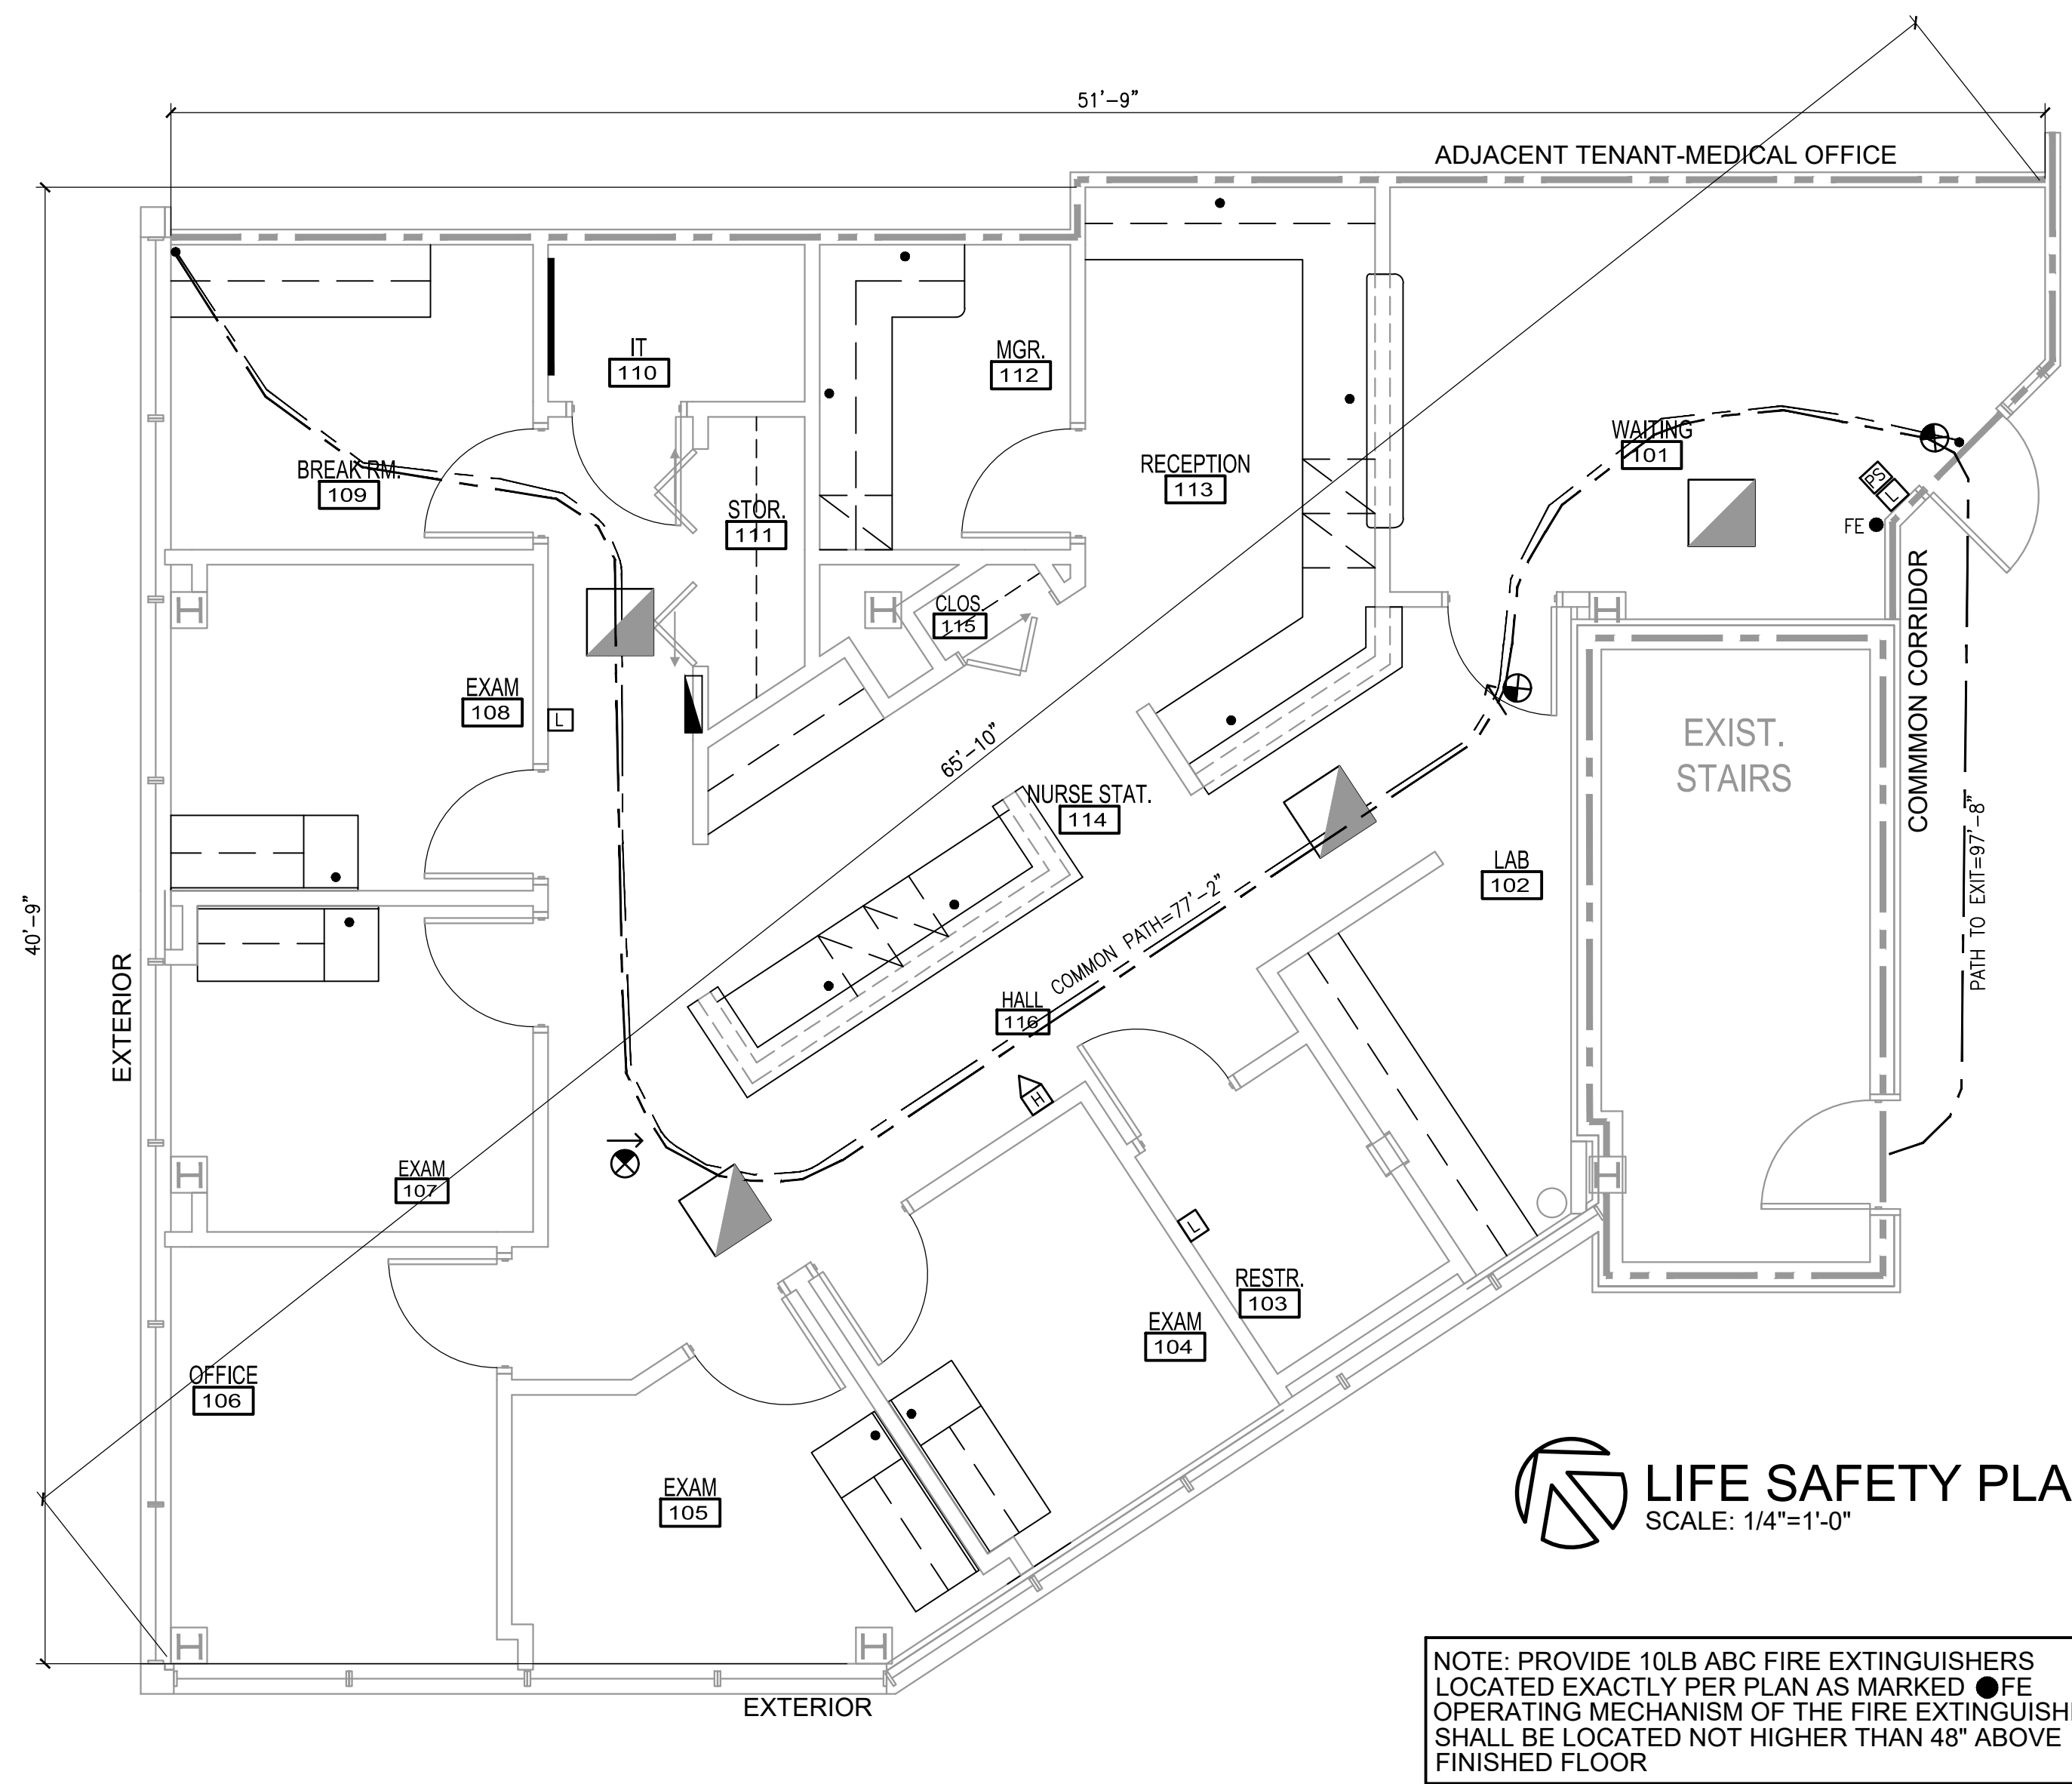 51'-9"
ADJACENT TENANT-MEDICAL OFFICE
40'-9"
65'-10"
IT
110
MGR.
112
BREAK RM.
109
STOR.
111
RECEPTION
113
WAITING
101
PS
L
FE
CLOS.
115
H
H
H
EXAM
108
L
EXIST.
STAIRS
COMMON CORRIDOR
PATH TO EXIT=97'-8"
NURSE STAT.
114
LAB
102
COMMON PATH=77'-2"
HALL
116
H
EXTERIOR
EXAM
107
H
H
L
RESTR.
103
EXAM
104
OFFICE
106
EXAM
105
H
H
EXTERIOR
LIFE SAFETY PLA
SCALE: 1/4"=1'-0"
NOTE: PROVIDE 10LB ABC FIRE EXTINGUISHERS
LOCATED EXACTLY PER PLAN AS MARKED ●FE
OPERATING MECHANISM OF THE FIRE EXTINGUISH
SHALL BE LOCATED NOT HIGHER THAN 48" ABOVE
FINISHED FLOOR